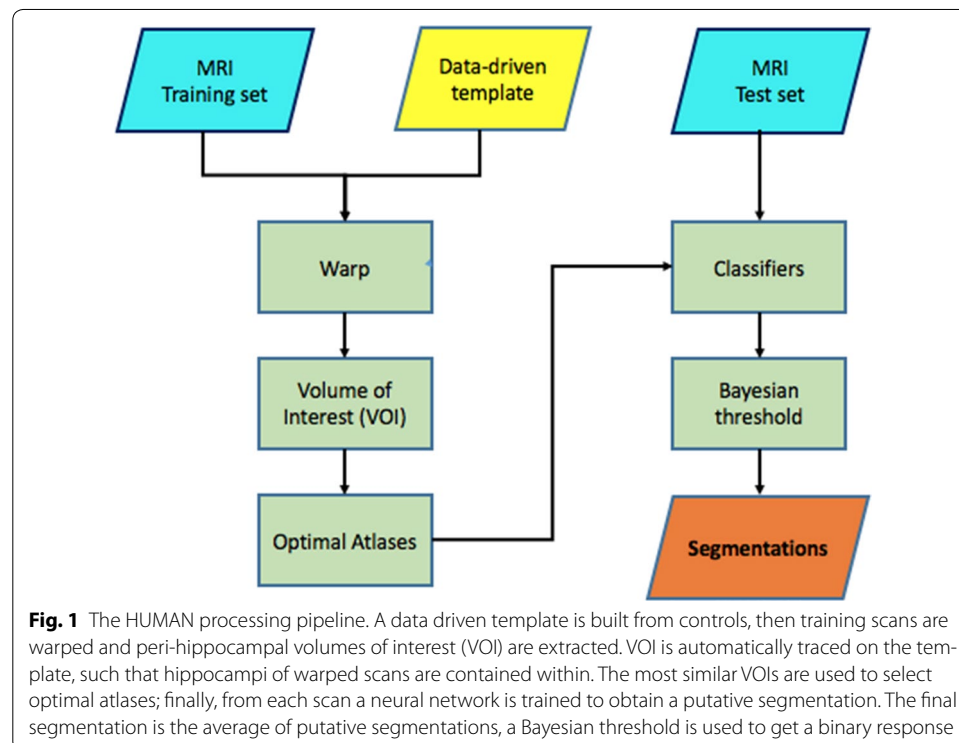 MRI
Training set
Data-driven
template
MRI
Test set
Warp
Classifiers
Volume of
Interest (VOI)
Bayesian
threshold
Optimal Atlases
Segmentations
Fig. 1 The HUMAN processing pipeline. A data driven template is built from controls, then training scans are
warped and peri-hippocampal volumes of interest (VOI) are extracted. VOI is automatically traced on the tem-
plate, such that hippocampi of warped scans are contained within. The most similar VOIs are used to select
optimal atlases; finally, from each scan a neural network is trained to obtain a putative segmentation. The final
segmentation is the average of putative segmentations, a Bayesian threshold is used to get a binary response